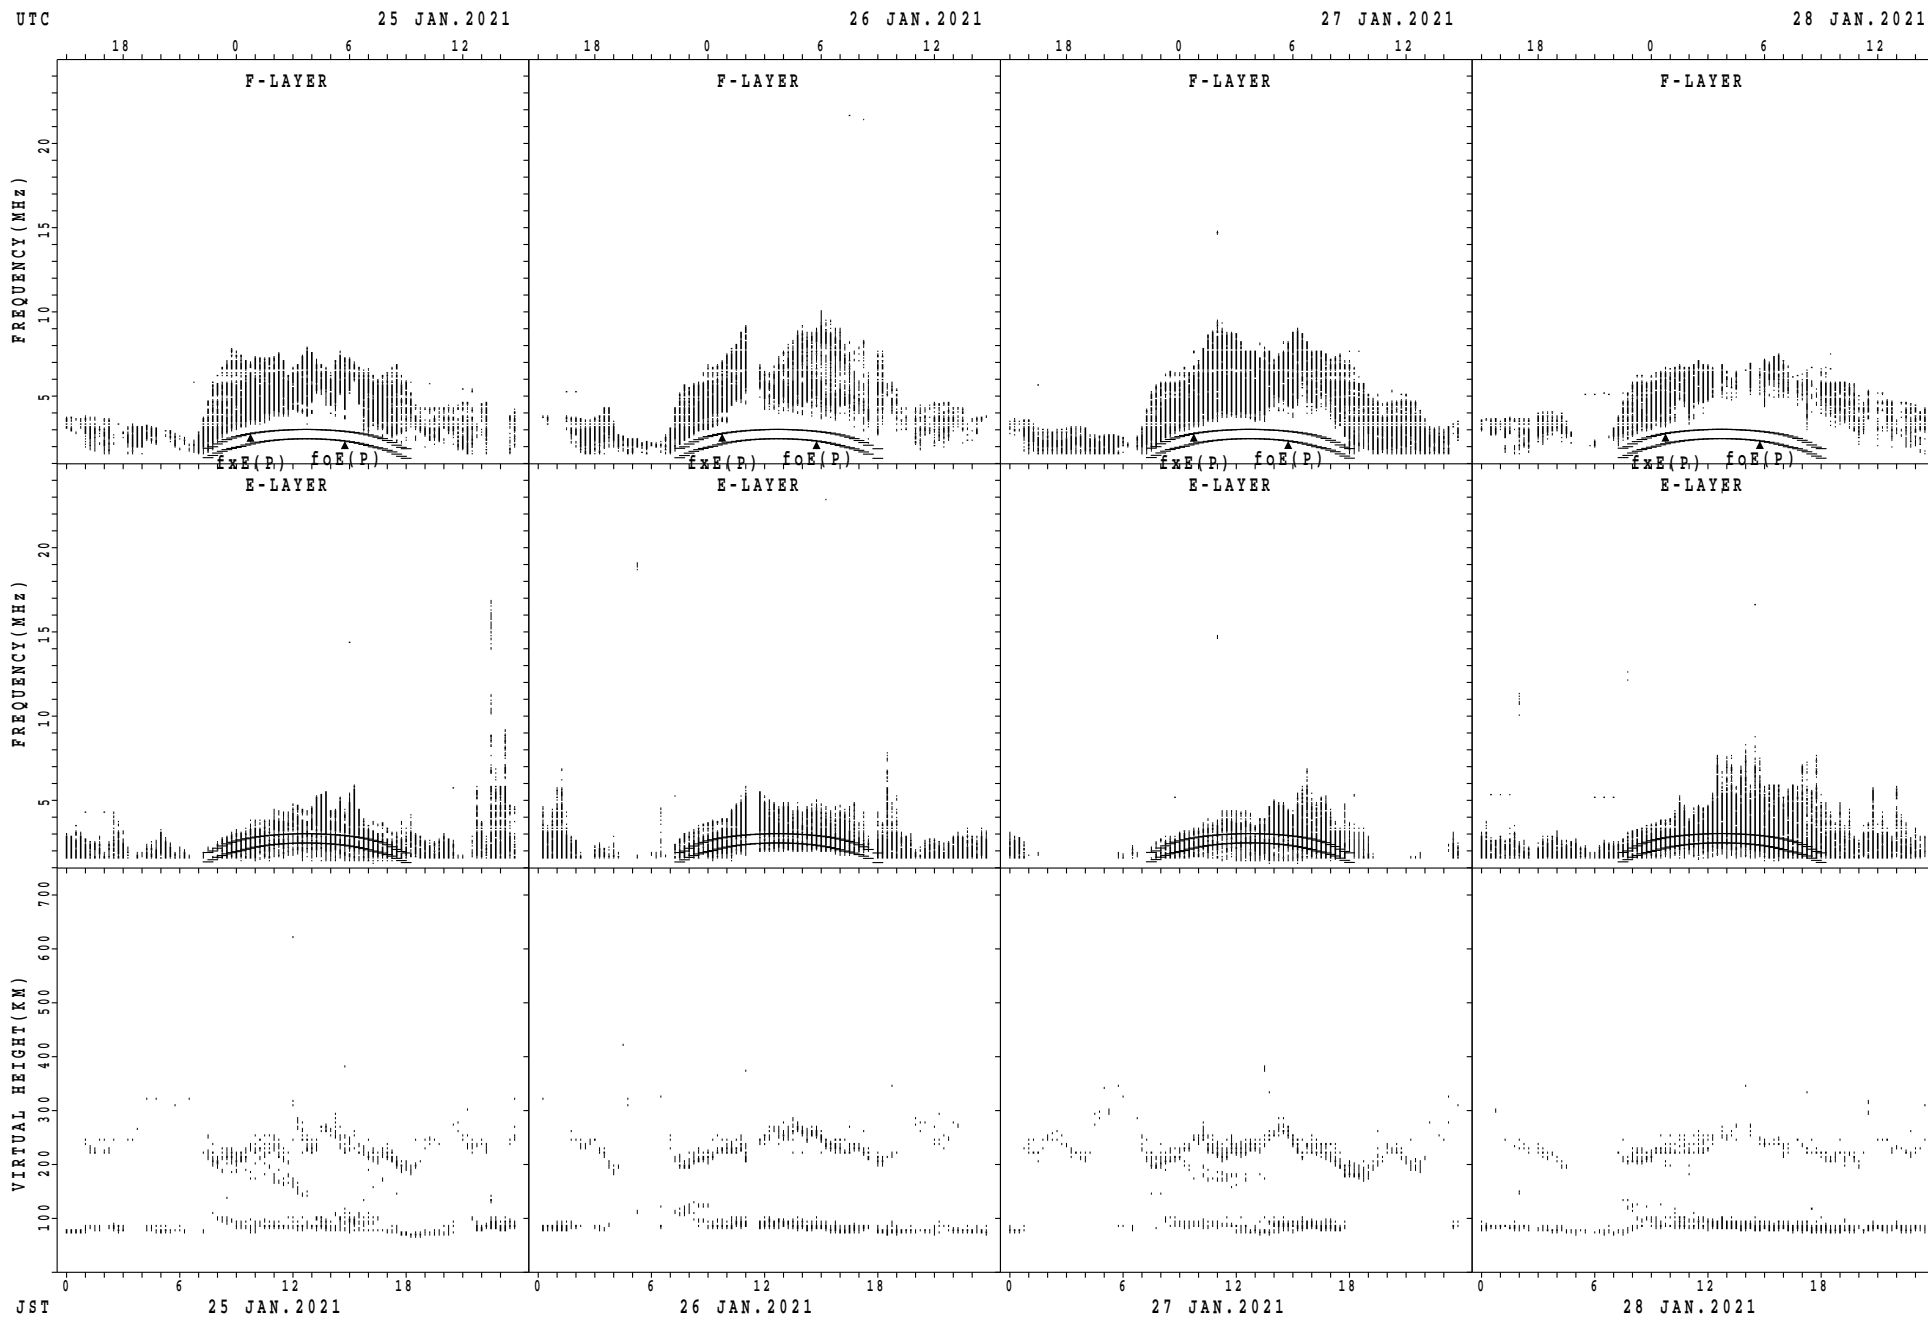 UTC 25 JAN.2021 26 JAN.2021 27 JAN.2021 28 JAN.2021
18 0 6 12 18 0 6 12 18 0 6 12 18 0 6 12
F-LAYER F-LAYER F-LAYER F-LAYER
FREQUENCY(MHz)
20
15
10
5
fxE(P) foE(P) fxE(P) foE(P) fxE(P) foE(P) fxE(P) foE(P)
E-LAYER E-LAYER E-LAYER E-LAYER
FREQUENCY(MHz)
20
15
10
5
VIRTUAL HEIGHT(KM)
700
600
500
400
300
200
100
0 6 12 18 0 6 12 18 0 6 12 18 0 6 12 18
JST 25 JAN.2021 26 JAN.2021 27 JAN.2021 28 JAN.2021